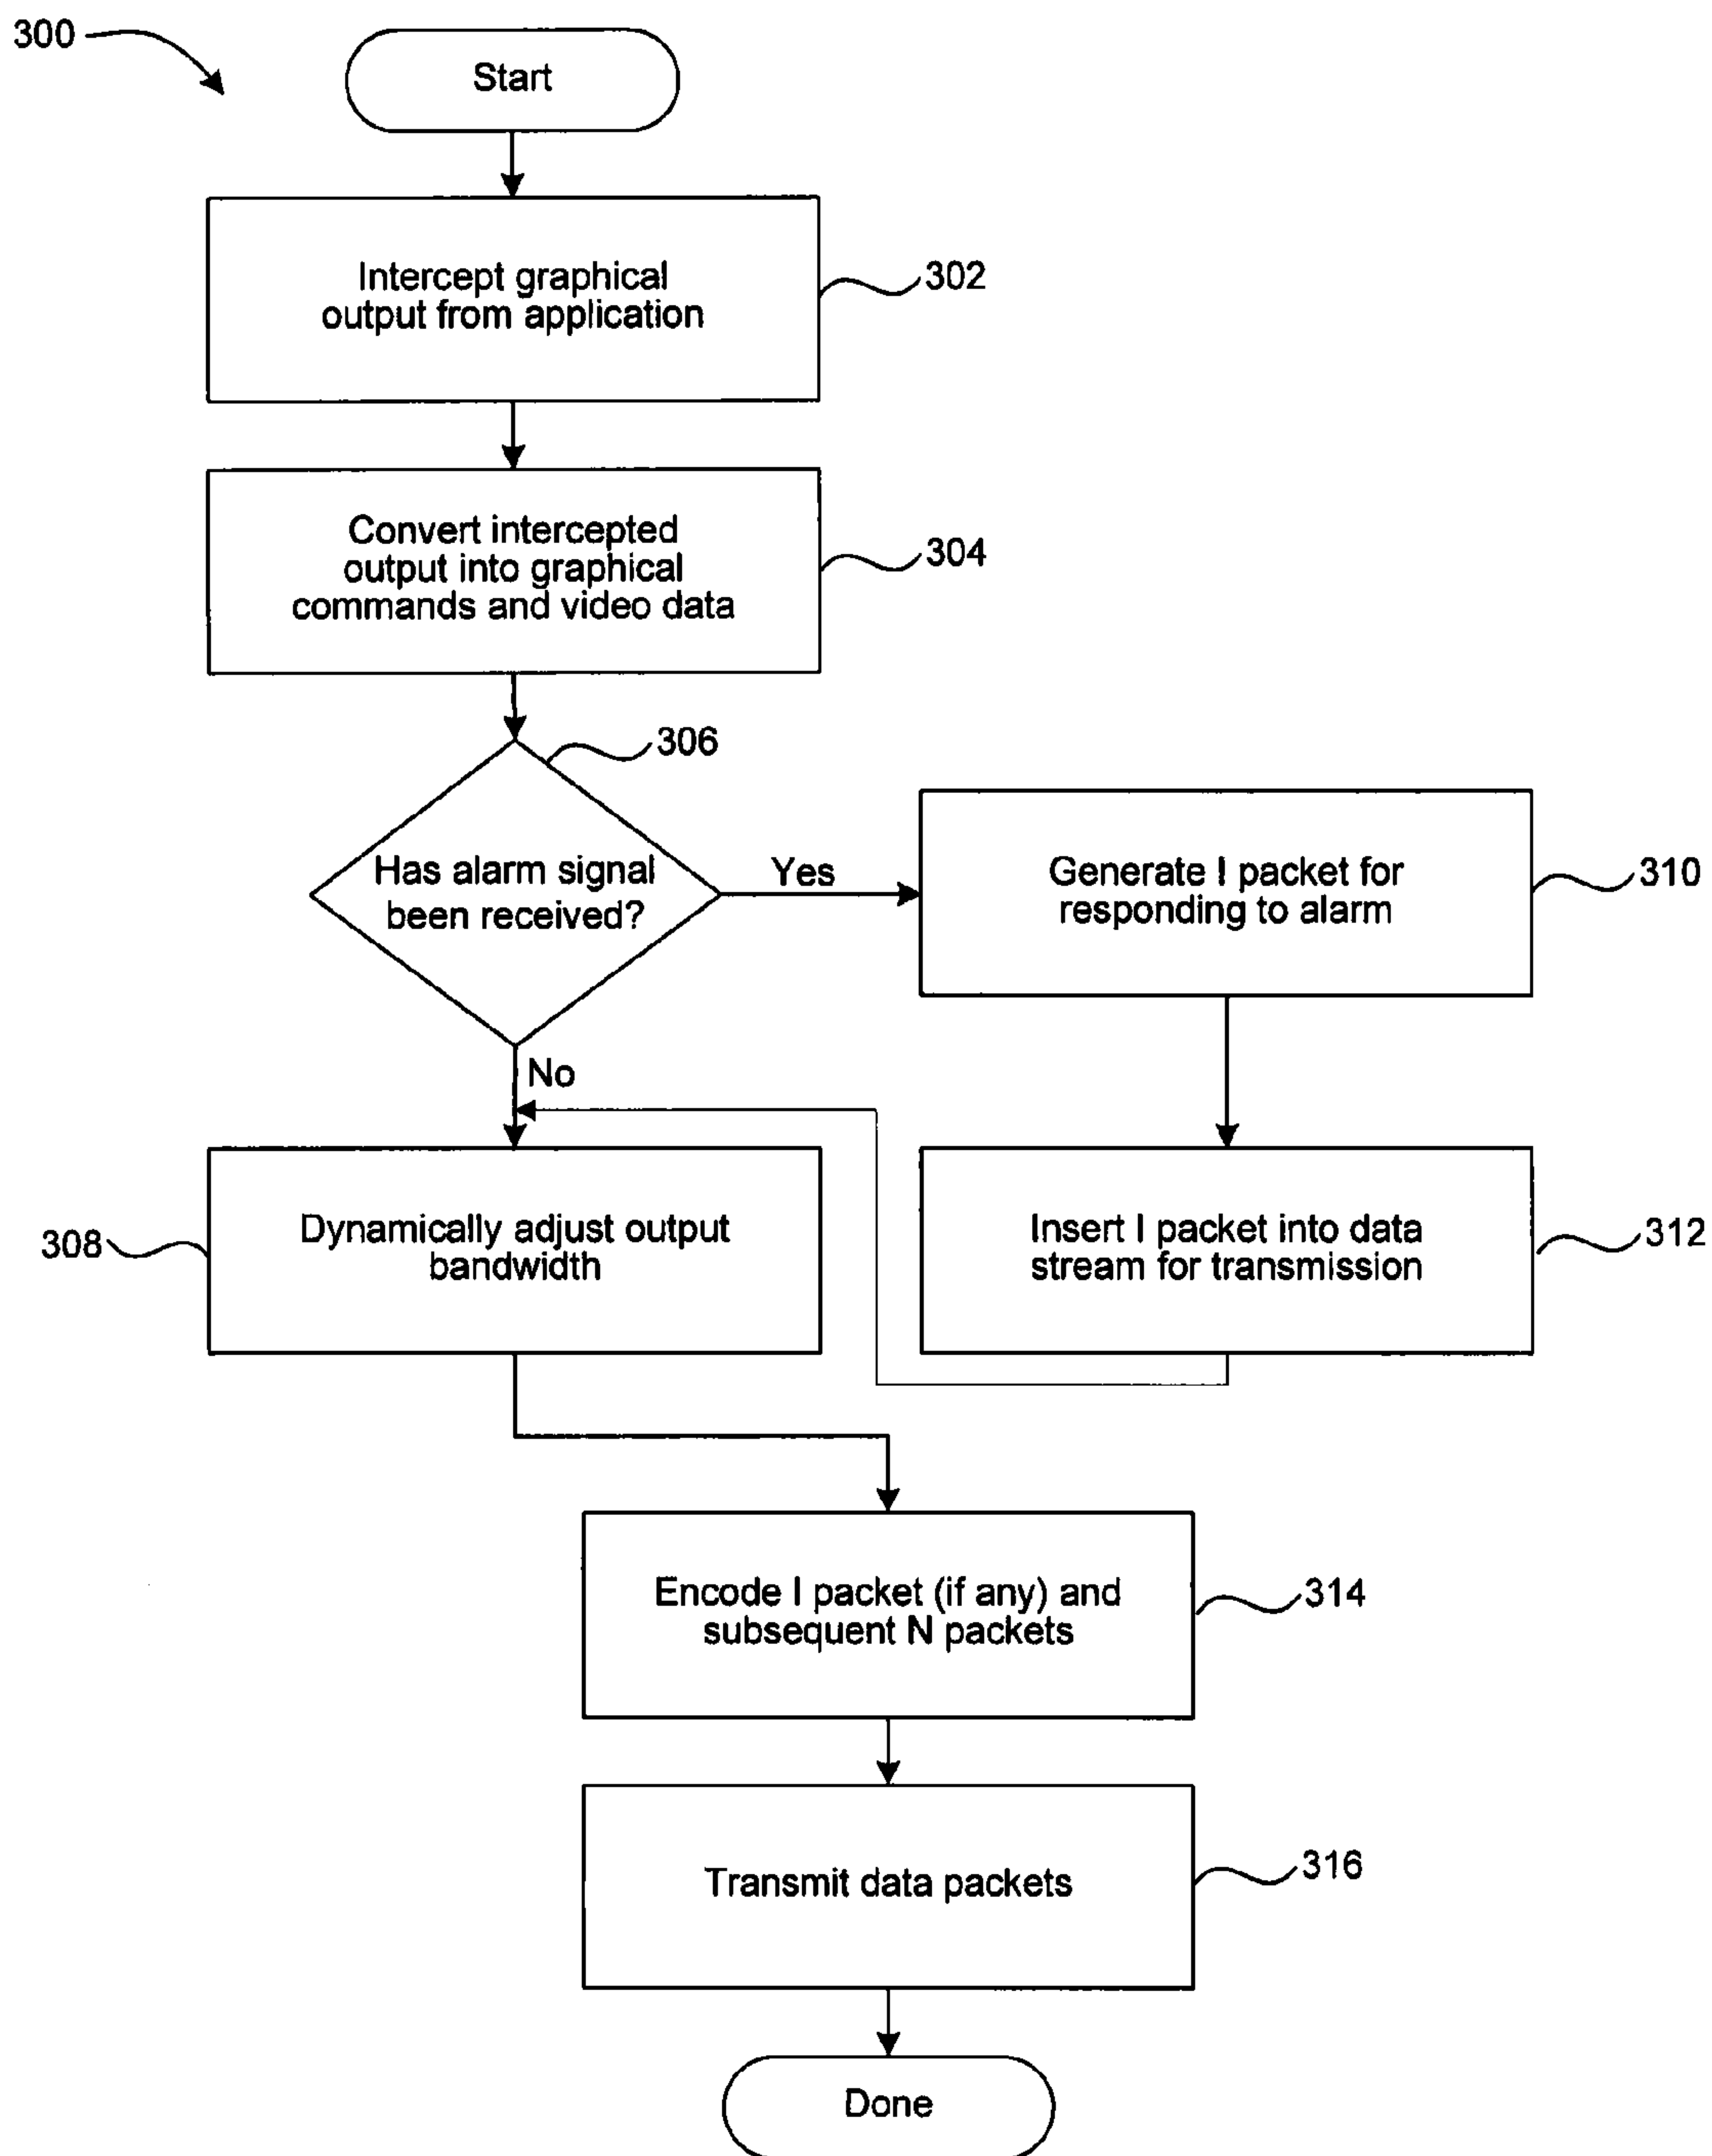 300
Start
Intercept graphical
output from application
302
Convert intercepted
output into graphical
commands and video data
304
306
Has alarm signal
been received?
Yes
Generate I packet for
responding to alarm
310
No
308
Dynamically adjust output
bandwidth
Insert I packet into data
stream for transmission
312
Encode I packet (if any) and
subsequent N packets
314
Transmit data packets
316
Done